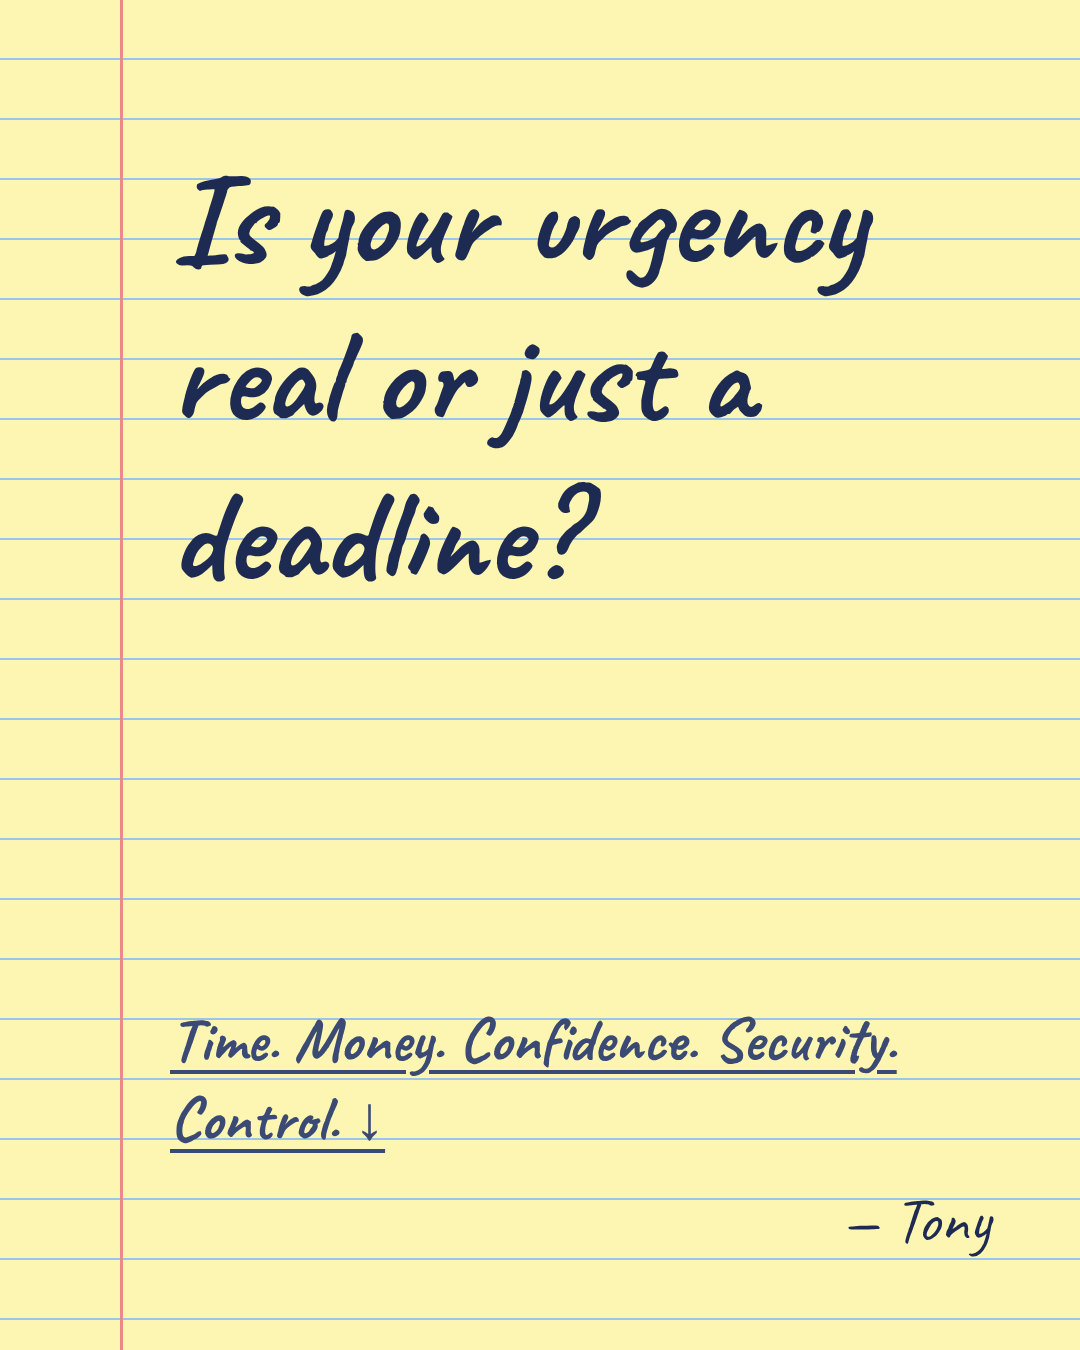 Is your urgency
real or just a
deadline?
Time. Money. Confidence. Security.
Control. ↓
– Tony